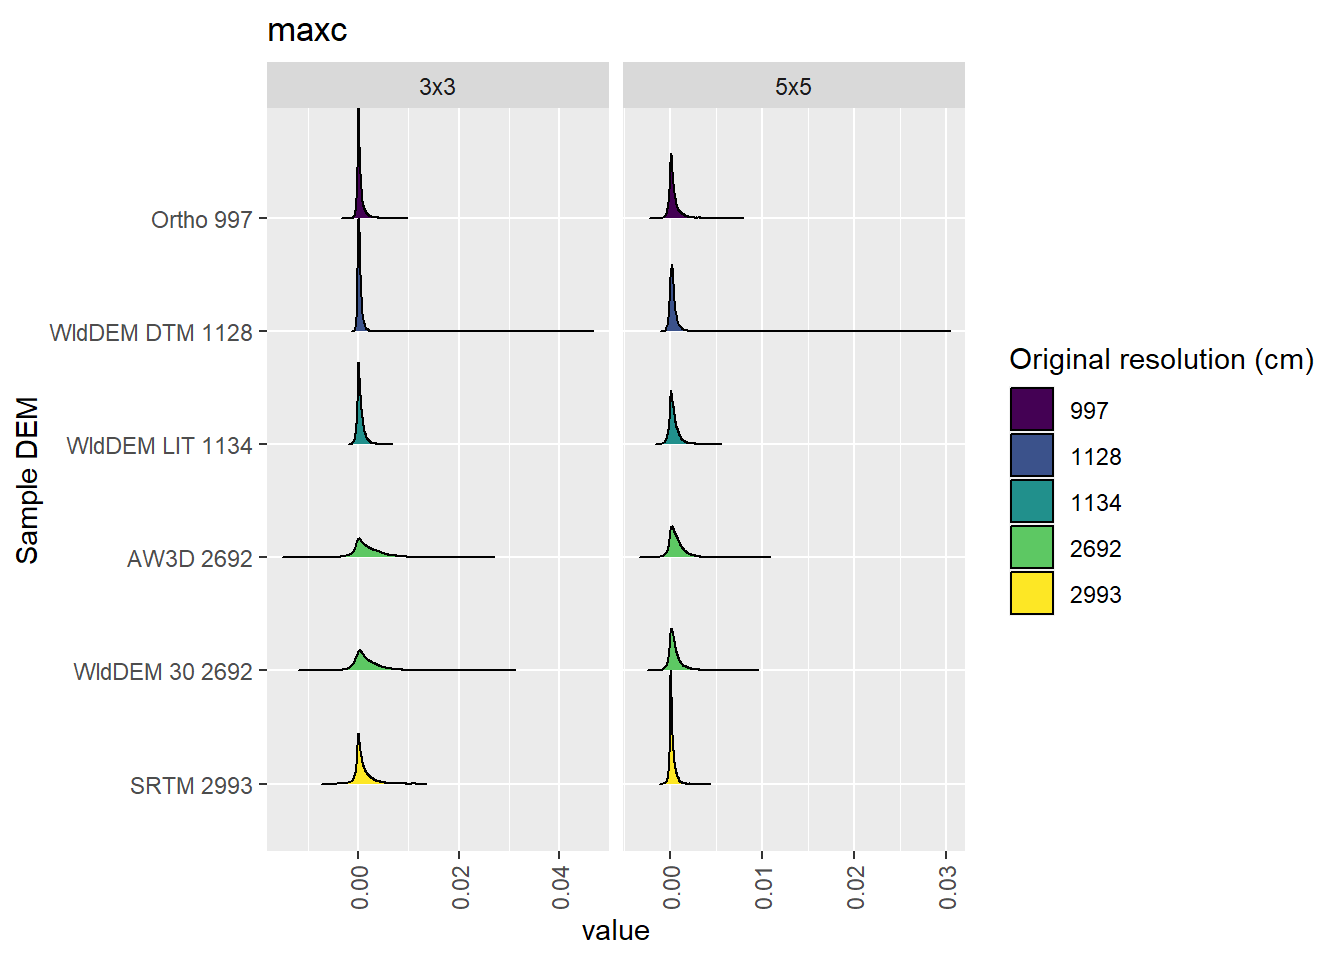 maxc
3x3
5x5
Sample DEM
Ortho 997
WldDEM DTM 1128
WldDEM LIT 1134
AW3D 2692
WldDEM 30 2692
SRTM 2993
0.00
0.02
0.04
0.00
0.01
0.02
0.03
value
Original resolution (cm)
997
1128
1134
2692
2993